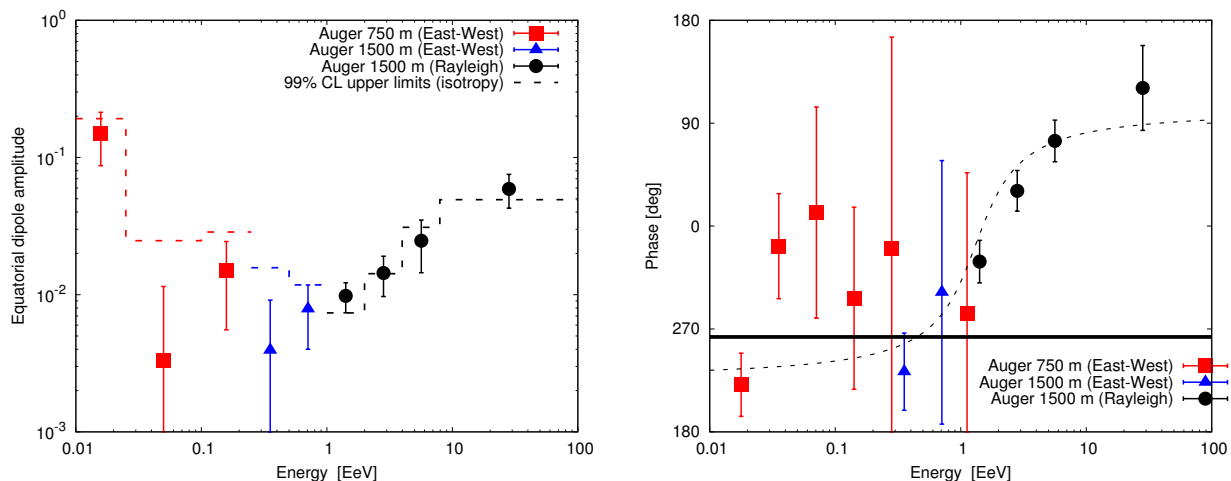 10^0
10^-1
10^-2
10^-3
0.01 0.1 1 10 100
Equatorial dipole amplitude
Energy [EeV]
Auger 750 m (East-West)
Auger 1500 m (East-West)
Auger 1500 m (Rayleigh)
99% CL upper limits (isotropy)
180
90
0
270
180
0.01 0.1 1 10 100
Phase [deg]
Energy [EeV]
Auger 750 m (East-West)
Auger 1500 m (East-West)
Auger 1500 m (Rayleigh)